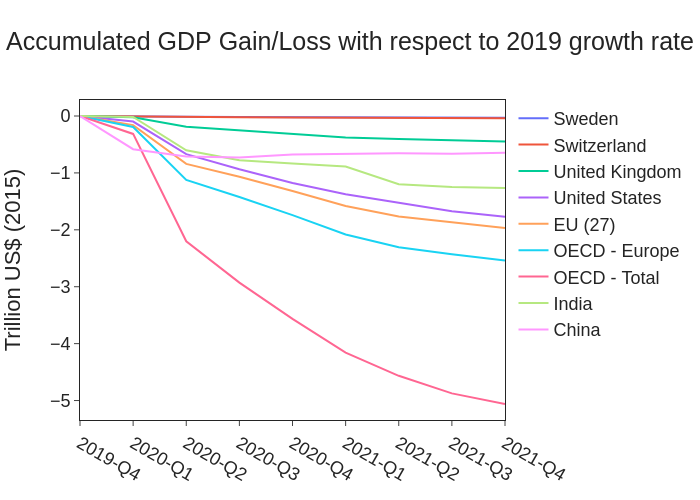 Accumulated GDP Gain/Loss with respect to 2019 growth rate
Trillion US$ (2015)
0
−1
−2
−3
−4
−5
2019-Q4
2020-Q1
2020-Q2
2020-Q3
2020-Q4
2021-Q1
2021-Q2
2021-Q3
2021-Q4
Sweden
Switzerland
United Kingdom
United States
EU (27)
OECD - Europe
OECD - Total
India
China